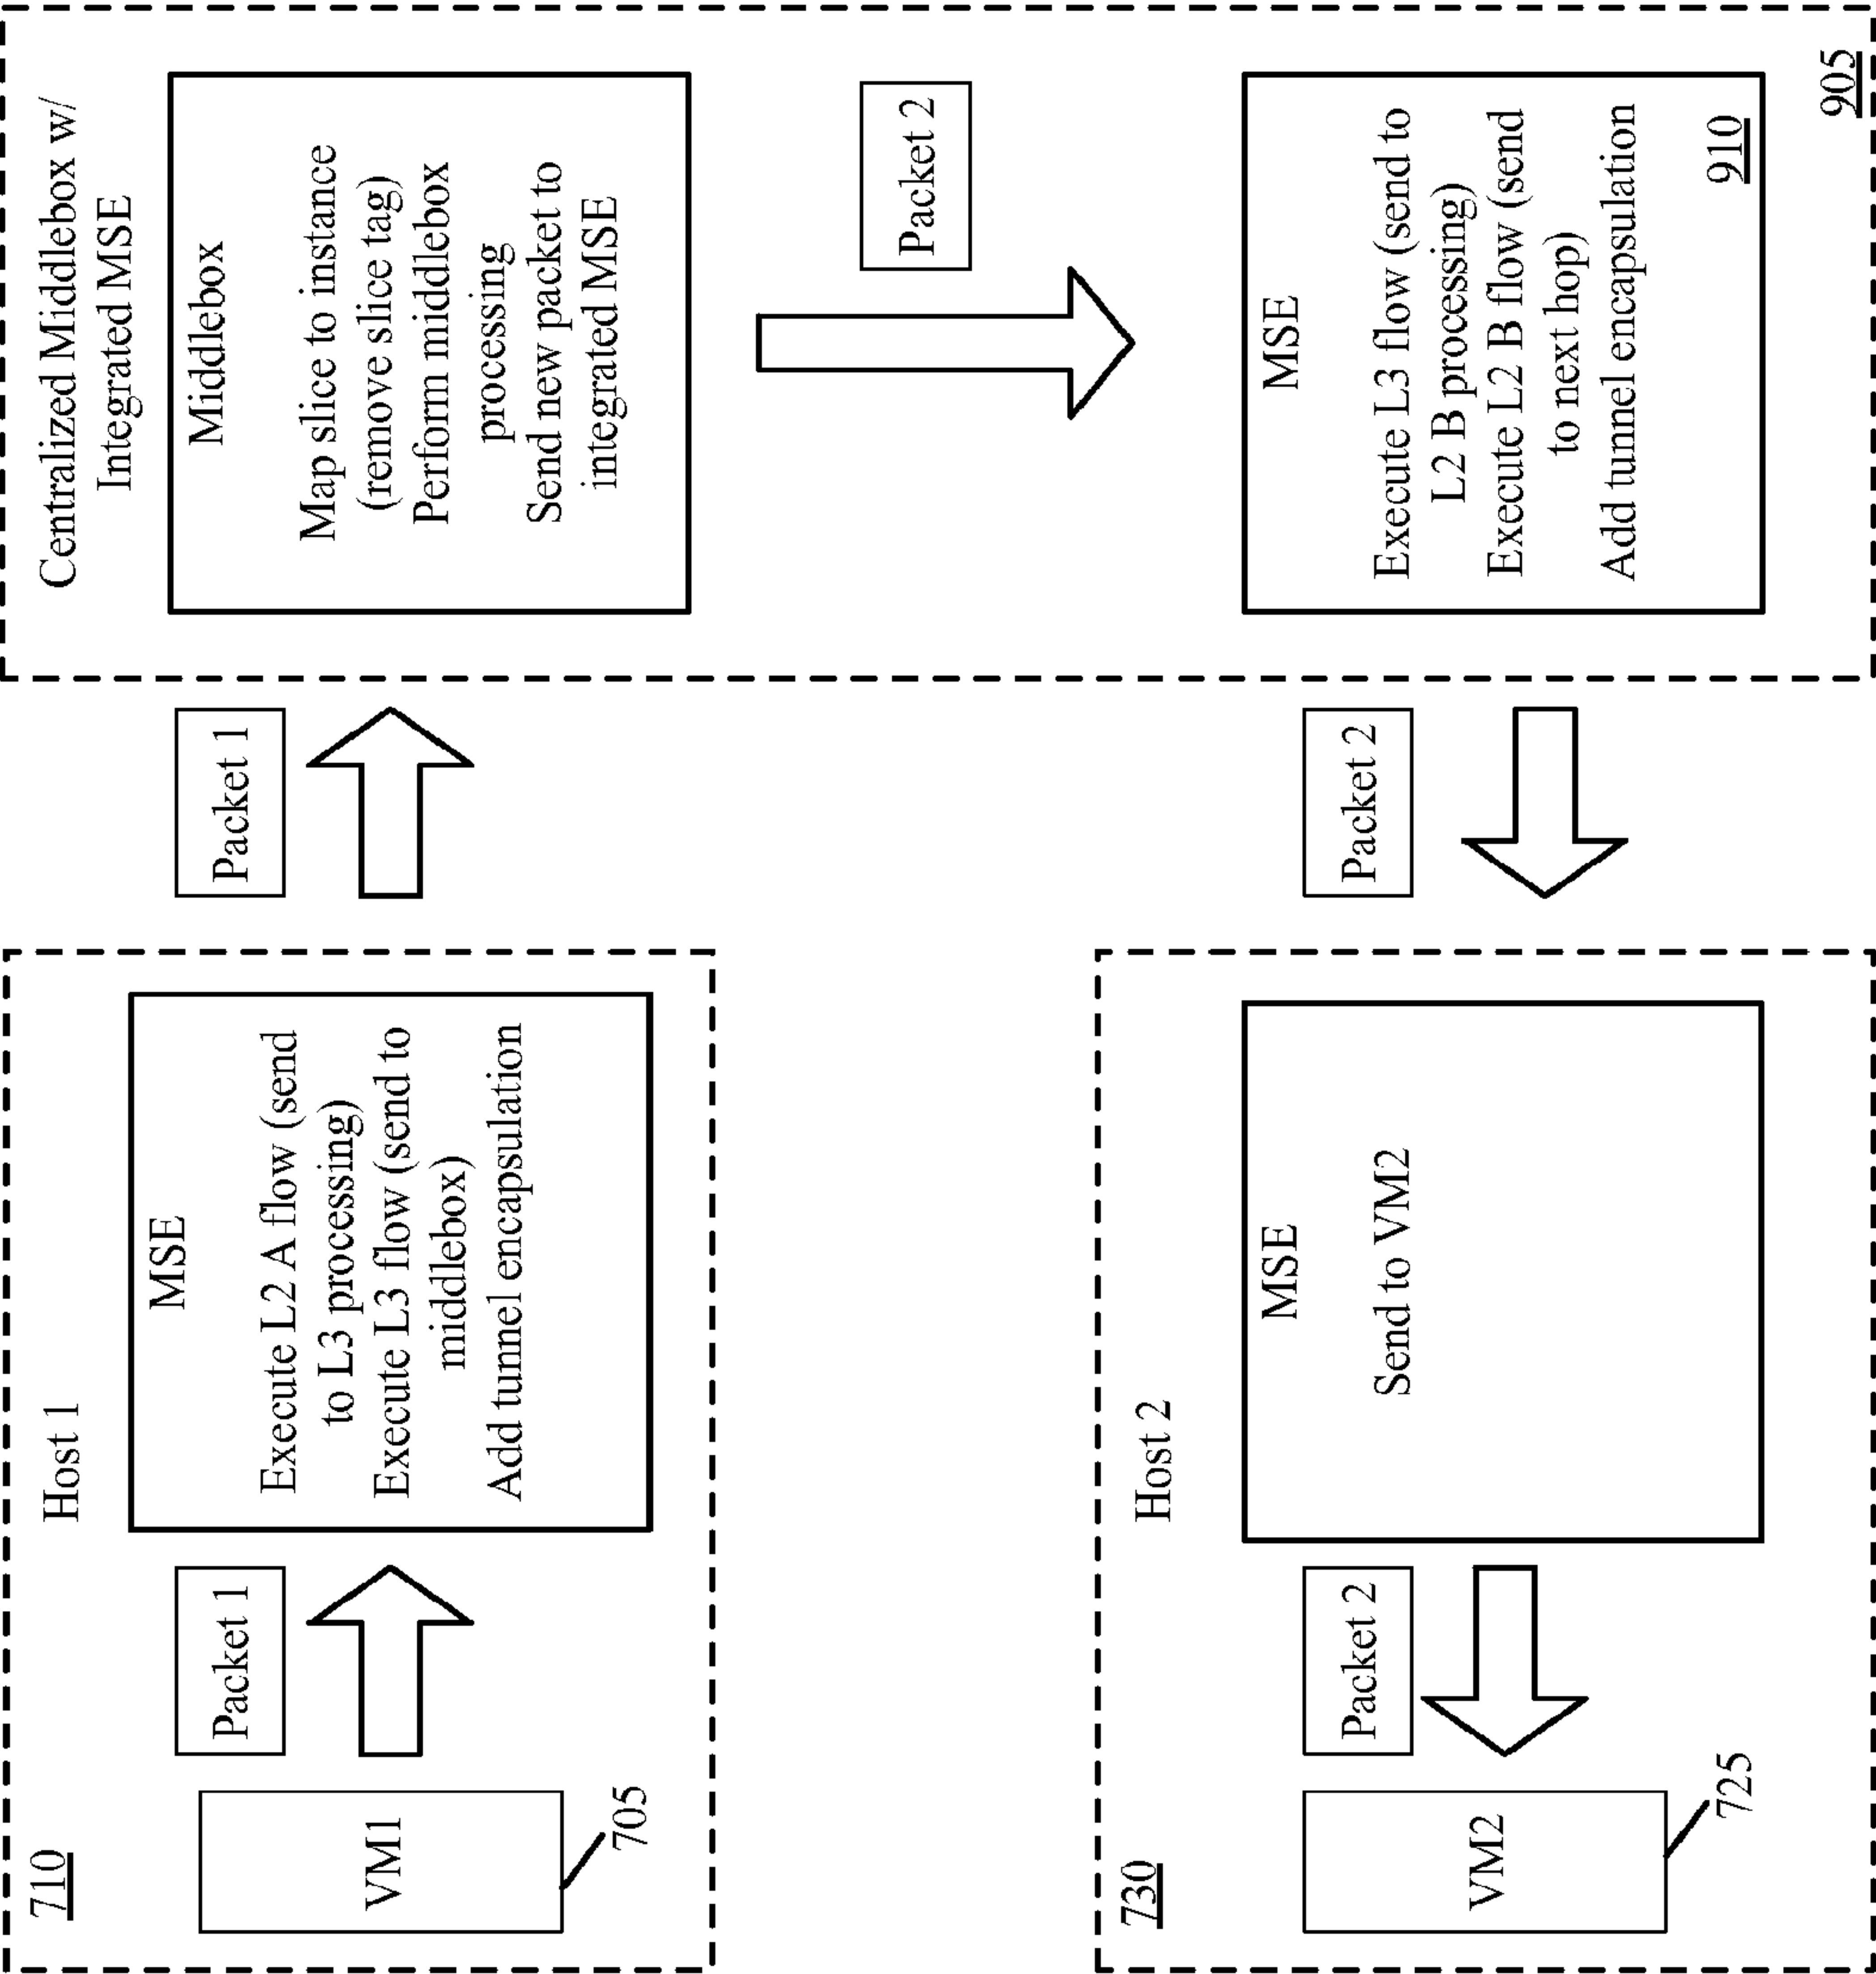 710
Host 1
VM1
705
Packet 1
MSE
Execute L2 A flow (send
to L3 processing)
Execute L3 flow (send to
middlebox)
Add tunnel encapsulation
Packet 1
Centralized Middlebox w/
Integrated MSE
Middlebox
Map slice to instance
(remove slice tag)
Perform middlebox
processing
Send new packet to
integrated MSE
Packet 2
MSE
Execute L3 flow (send to
L2 B processing)
Execute L2 B flow (send
to next hop)
Add tunnel encapsulation
910
905
Packet 2
730
Host 2
MSE
Send to VM2
Packet 2
VM2
725